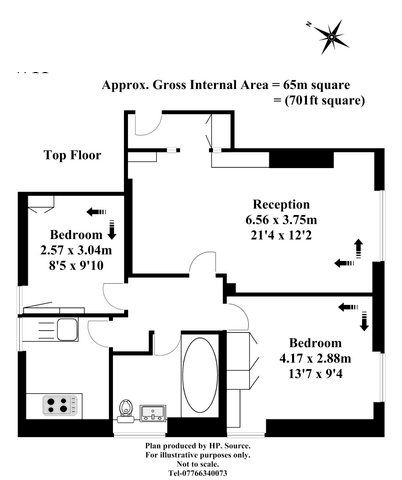 N
Approx. Gross Internal Area = 65m square
= (701ft square)
Top Floor
Reception
6.56 x 3.75m
21'4 x 12'2
Bedroom
2.57 x 3.04m
8'5 x 9'10
Bedroom
4.17 x 2.88m
13'7 x 9'4
Plan produced by HP. Source.
For illustrative purposes only.
Not to scale.
Tel-07766340073